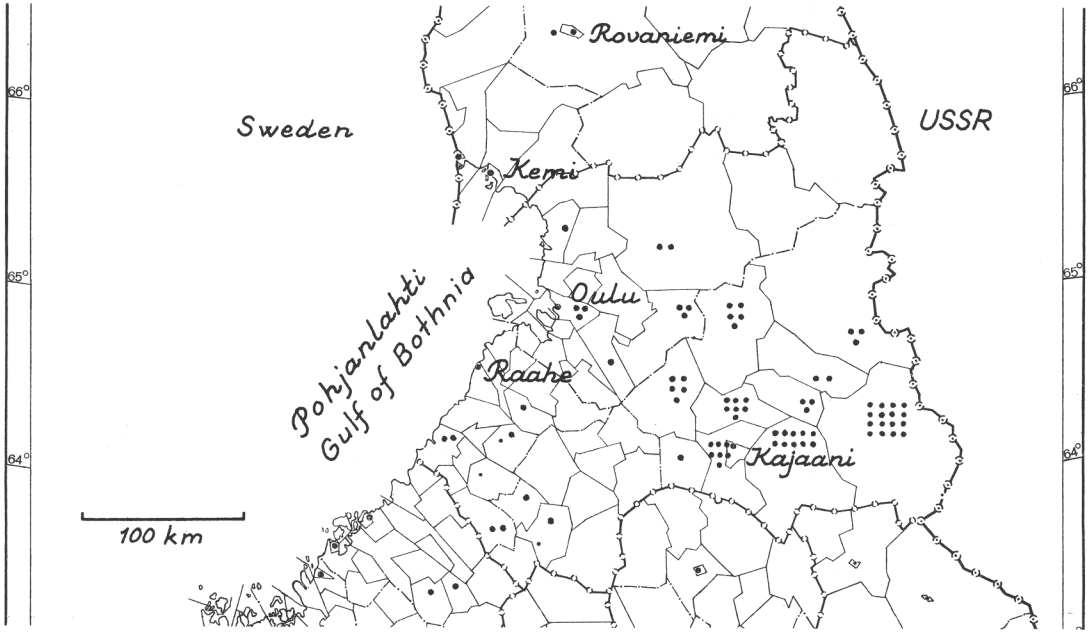 Rovaniemi
66°
66°
Sweden
USSR
Kemi
65°
65°
Pohjanlahti
Gulf of Bothnia
Oulu
Raahe
64°
64°
Kajaani
100 km